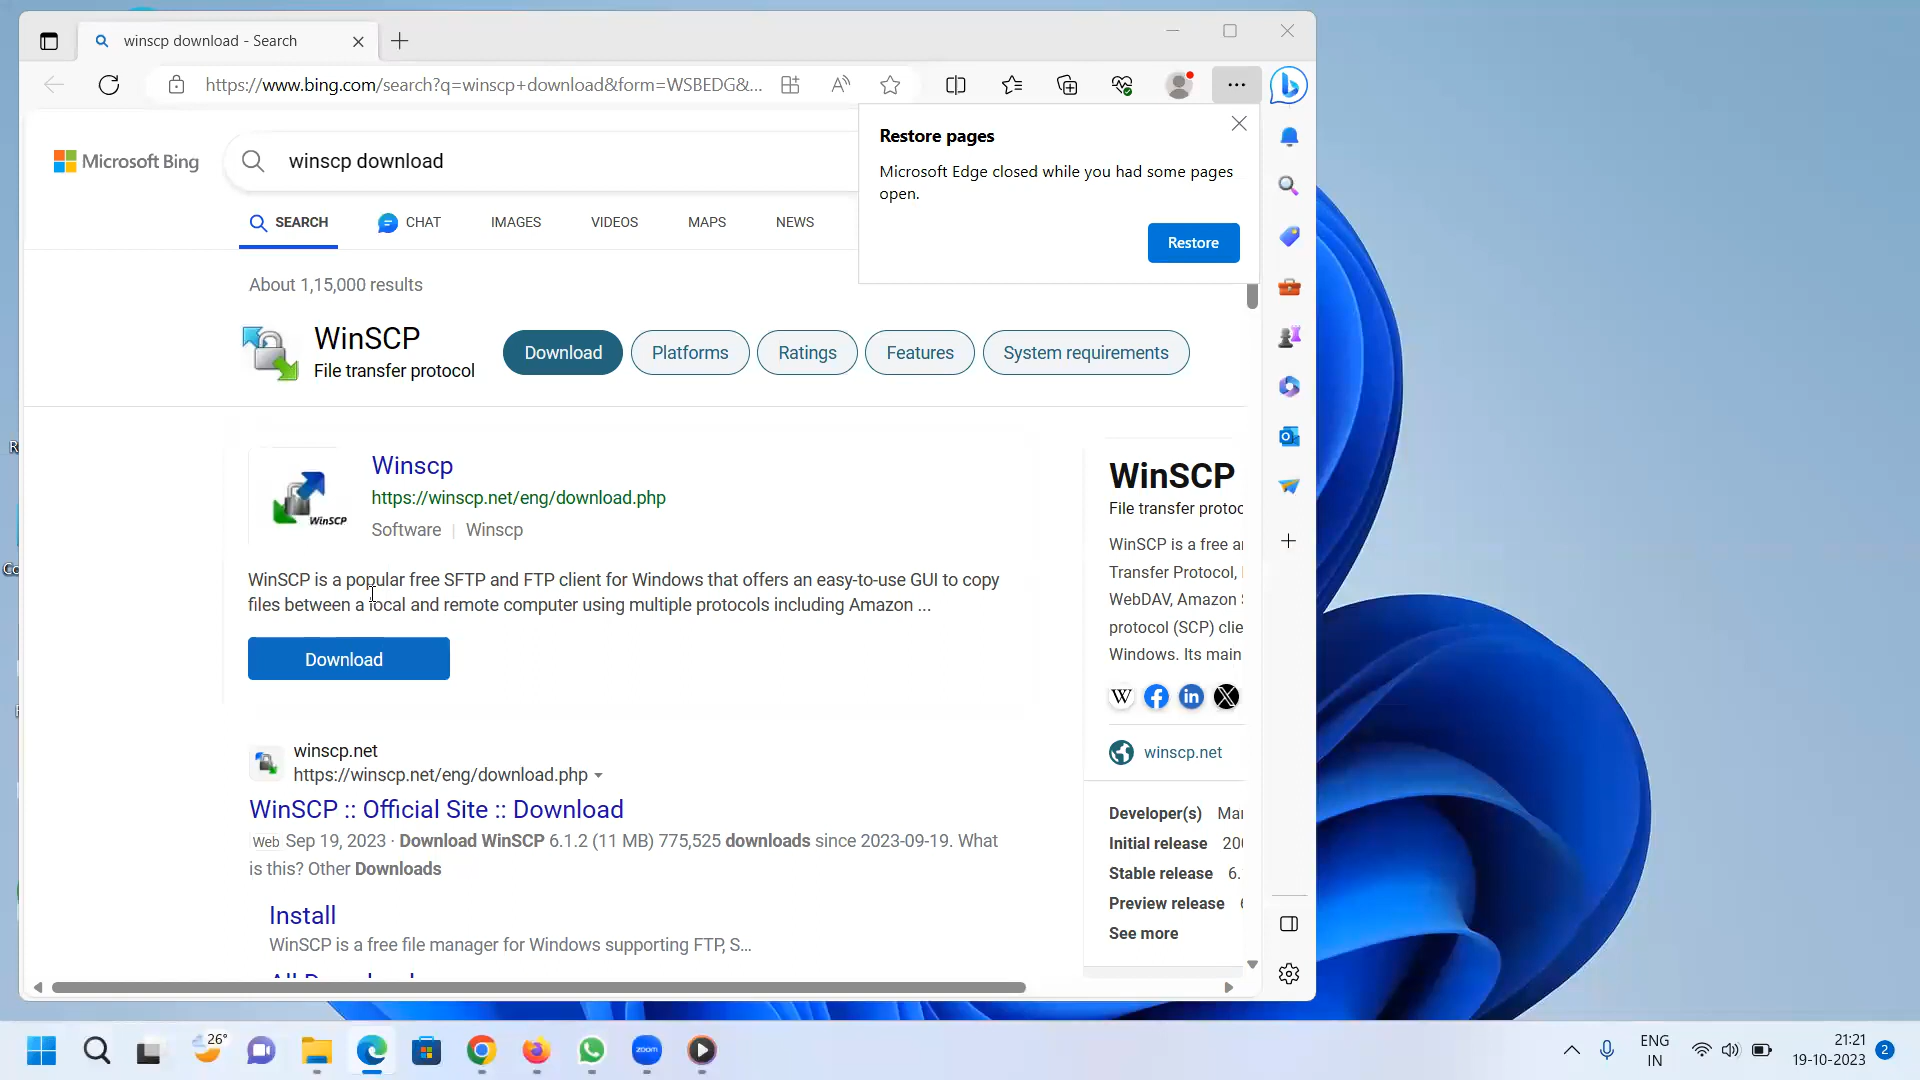 winscp download - Search
https://www.bing.com/search?q=winscp+download&form=WSBEDG&...
Restore pages
Microsoft Edge closed while you had some pages
open.
Restore
Microsoft Bing
winscp download
SEARCH
CHAT
IMAGES
VIDEOS
MAPS
NEWS
About 1,15,000 results
WinSCP
File transfer protocol
Download
Platforms
Ratings
Features
System requirements
Winscp
https://winscp.net/eng/download.php
Software | Winscp
WinSCP is a popular free SFTP and FTP client for Windows that offers an easy-to-use GUI to copy
files between a local and remote computer using multiple protocols including Amazon ...
Download
winscp.net
https://winscp.net/eng/download.php
WinSCP :: Official Site :: Download
Web Sep 19, 2023 · Download WinSCP 6.1.2 (11 MB) 775,525 downloads since 2023-09-19. What
is this? Other Downloads
Install
WinSCP is a free file manager for Windows supporting FTP, S...
WinSCP
File transfer protoc
WinSCP is a free a
Transfer Protocol,
WebDAV, Amazon
protocol (SCP) clie
Windows. Its main
winscp.net
Developer(s) Mar
Initial release 200
Stable release 6.
Preview release
See more
26°
zoom
ENG
IN
21:21
19-10-2023
2